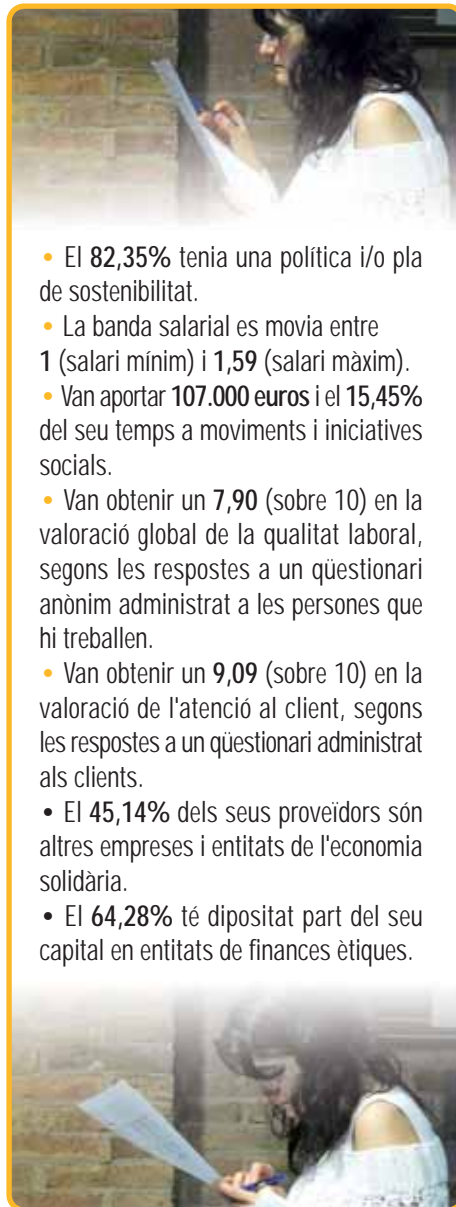 • El 82,35% tenia una política i/o pla
de sostenibilitat.
• La banda salarial es movia entre
1 (salari mínim) i 1,59 (salari màxim).
• Van aportar 107.000 euros i el 15,45%
del seu temps a moviments i iniciatives
socials.
• Van obtenir un 7,90 (sobre 10) en la
valoració global de la qualitat laboral,
segons les respostes a un qüestionari
anònim administrat a les persones que
hi treballen.
• Van obtenir un 9,09 (sobre 10) en la
valoració de l'atenció al client, segons
les respostes a un qüestionari administrat
als clients.
• El 45,14% dels seus proveïdors són
altres empreses i entitats de l'economia
solidària.
• El 64,28% té dipositat part del seu
capital en entitats de finances ètiques.